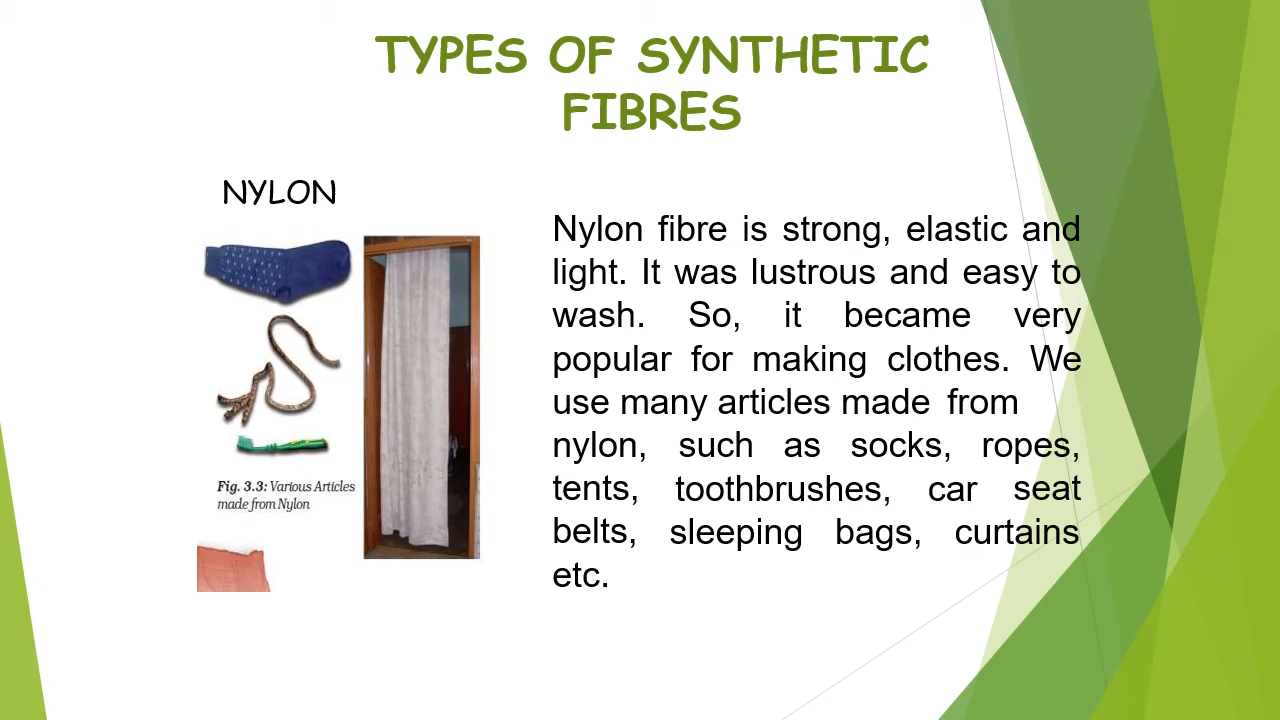 TYPES OF SYNTHETIC
FIBRES
NYLON
Fig. 3.3: Various Articles
made from Nylon
Nylon fibre is strong, elastic and
light. It was lustrous and easy to
wash. So, it became very
popular for making clothes. We
use many articles made from
nylon, such as socks, ropes,
tents, toothbrushes, car seat
belts, sleeping bags, curtains
etc.